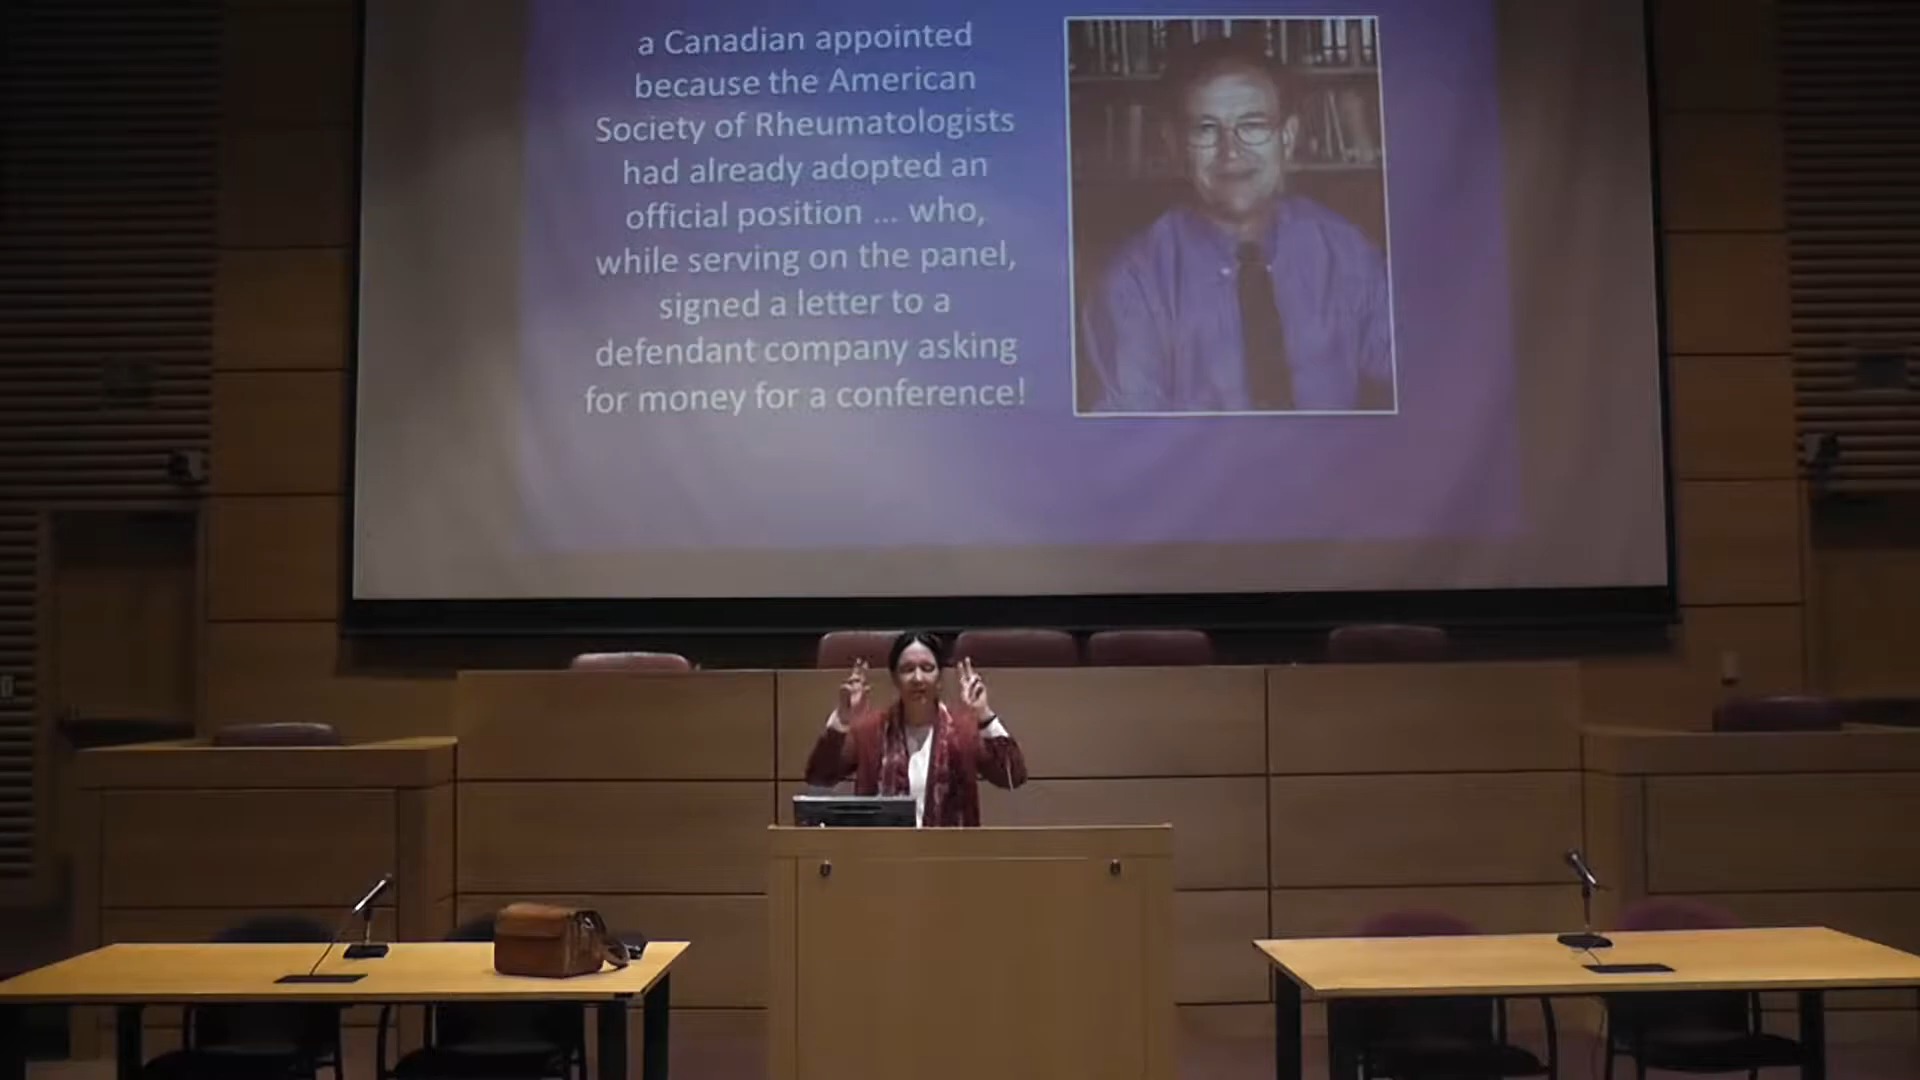 a Canadian appointed
because the American
Society of Rheumatologists
had already adopted an
official position ... who,
while serving on the panel,
signed a letter to a
defendant company asking
for money for a conference!